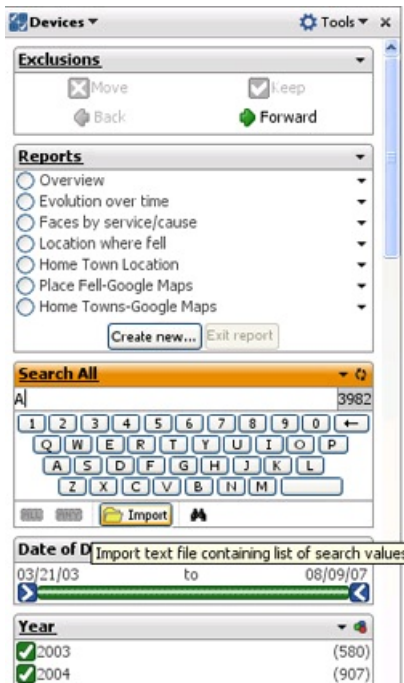 Devices Tools x
Exclusions
Move Keep
Back Forward
Reports
Overview
Evolution over time
Faces by service/cause
Location where fell
Home Town Location
Place Fell-Google Maps
Home Towns-Google Maps
Create new... Exit report
Search All
A 3982
1 2 3 4 5 6 7 8 9 0 ←
Q W E R T Y U I O P
A S D F G H J K L
Z X C V B N M
Import
Date of D
Import text file containing list of search values
03/21/03 to 08/09/07
Year
2003 (580)
2004 (907)